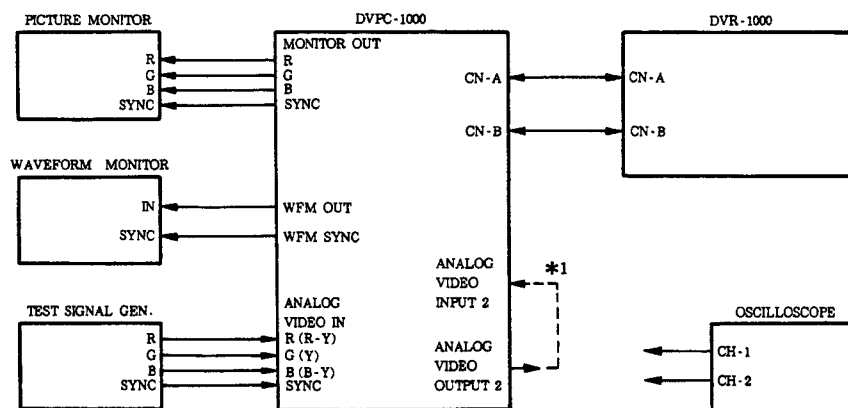 PICTURE MONITOR
R
G
B
SYNC
WAVEFORM MONITOR
IN
SYNC
TEST SIGNAL GEN.
R
G
B
SYNC
DVPC-1000
MONITOR OUT
R
G
B
SYNC
WFM OUT
WFM SYNC
ANALOG
VIDEO IN
R (R-Y)
G (Y)
B (B-Y)
SYNC
CN-A
CN-B
ANALOG
VIDEO
INPUT 2
ANALOG
VIDEO
OUTPUT 2
*1
DVR-1000
CN-A
CN-B
OSCILLOSCOPE
CH-1
CH-2